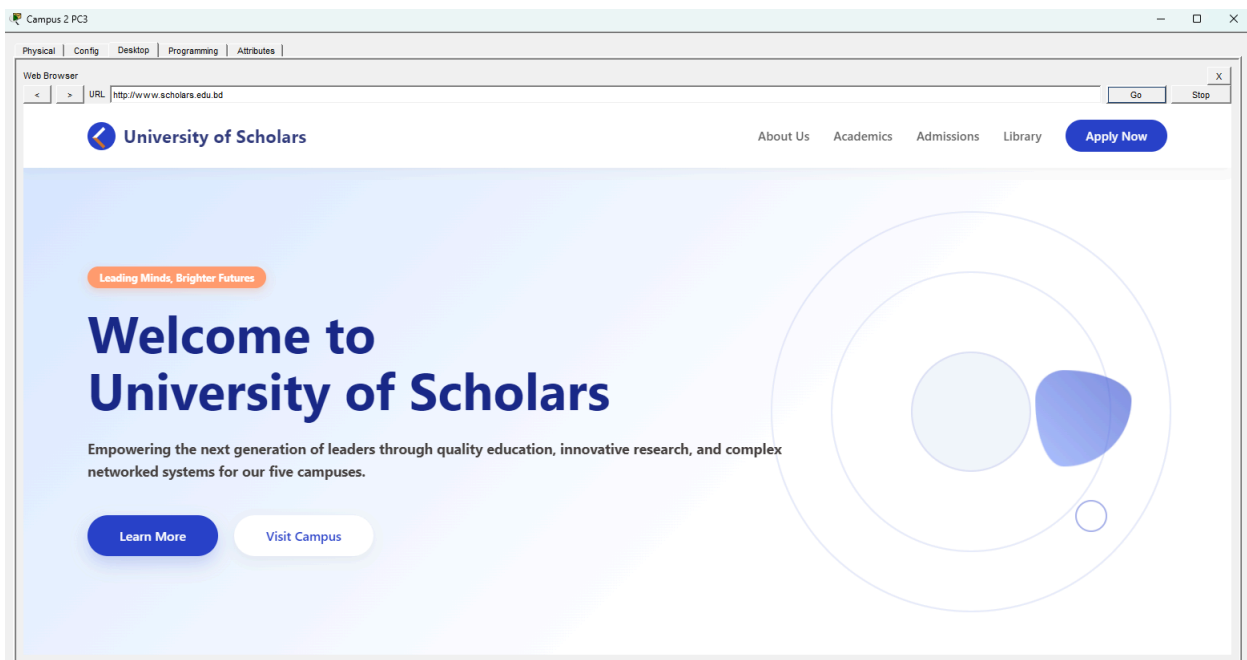 Campus 2 PC3
Physical Config Desktop Programming Attributes
Web Browser
X
< > URL http://www.scholars.edu.bd Go Stop
University of Scholars About Us Academics Admissions Library Apply Now
Leading Minds, Brighter Futures
Welcome to
University of Scholars
Empowering the next generation of leaders through quality education, innovative research, and complex
networked systems for our five campuses.
Learn More Visit Campus